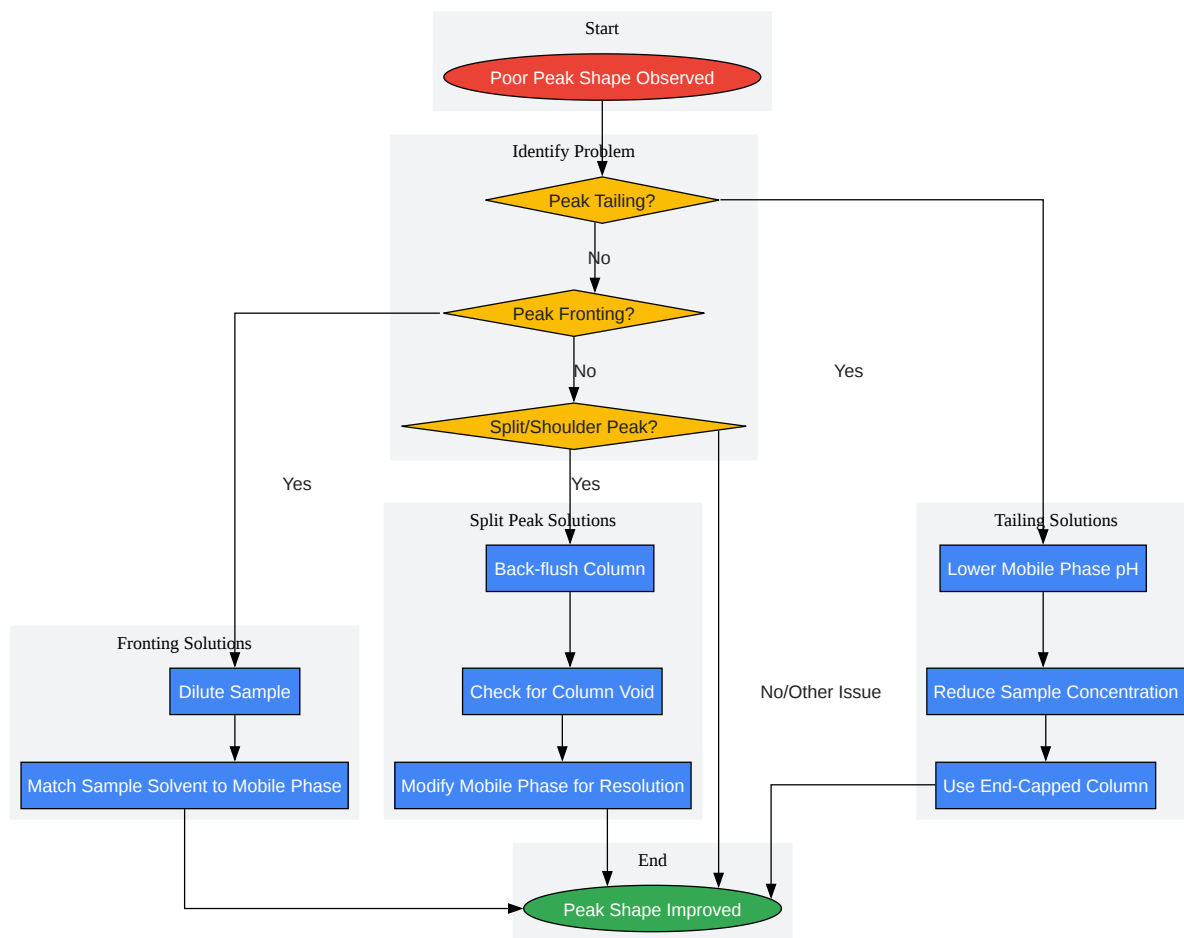 Start
Poor Peak Shape Observed
Identify Problem
Peak Tailing?
No
Peak Fronting?
No
Yes
Split/Shoulder Peak?
Yes
Yes
Split Peak Solutions
Tailing Solutions
Back-flush Column
Lower Mobile Phase pH
Fronting Solutions
Dilute Sample
Check for Column Void
No/Other Issue
Reduce Sample Concentration
Match Sample Solvent to Mobile Phase
Modify Mobile Phase for Resolution
Use End-Capped Column
End
Peak Shape Improved